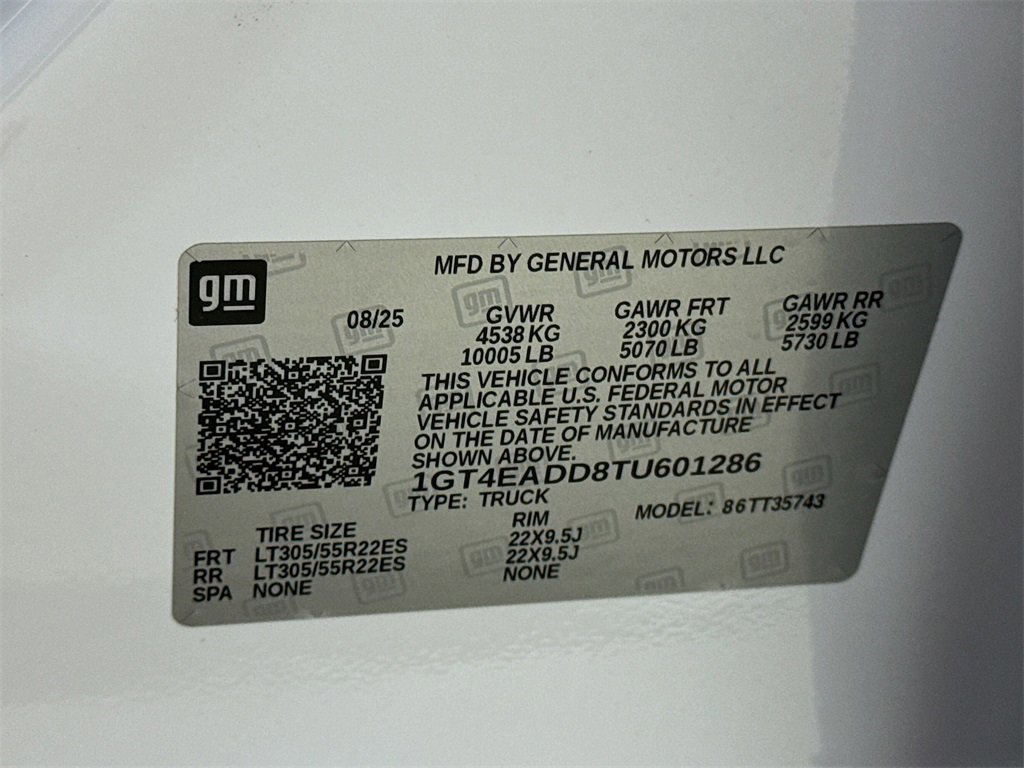 gm
MFD BY GENERAL MOTORS LLC
08/25
GVWR GAWR FRT GAWR RR
4538 KG 2300 KG 2599 KG
10005 LB 5070 LB 5730 LB
THIS VEHICLE CONFORMS TO ALL
APPLICABLE U.S. FEDERAL MOTOR
VEHICLE SAFETY STANDARDS IN EFFECT
ON THE DATE OF MANUFACTURE
SHOWN ABOVE.
1GT4EADD8TU601286
TYPE: TRUCK MODEL: 86TT35743
TIRE SIZE RIM
FRT LT305/55R22ES 22X9.5J
RR LT305/55R22ES 22X9.5J
SPA NONE NONE